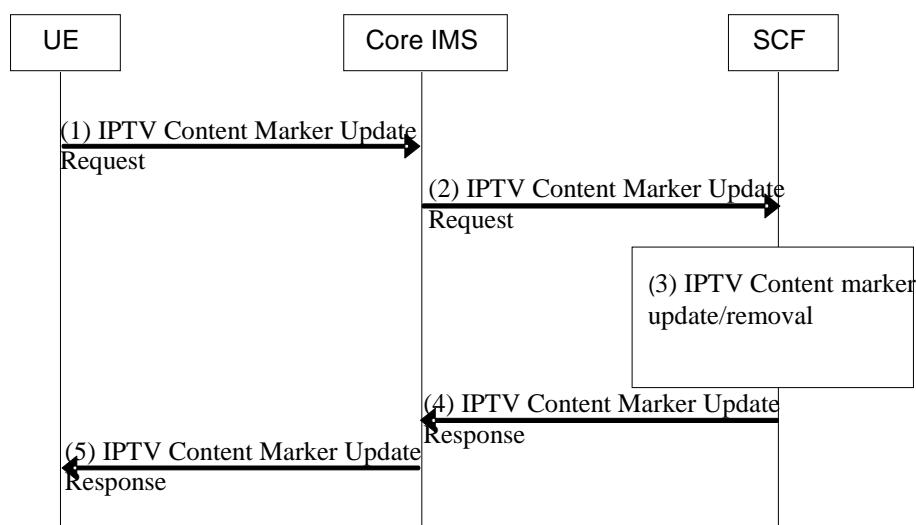 UE
Core IMS
SCF
(1) IPTV Content Marker Update
Request
(2) IPTV Content Marker Update
Request
(3) IPTV Content marker
update/removal
(4) IPTV Content Marker Update
Response
(5) IPTV Content Marker Update
Response